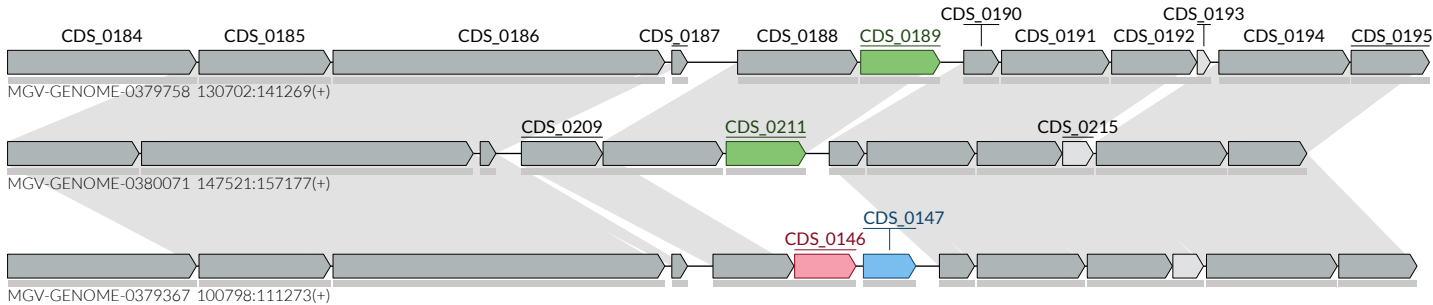 CDS_0190 CDS_0193
CDS_0184 CDS_0185 CDS_0186 CDS_0187 CDS_0188 CDS_0189 CDS_0191 CDS_0192 CDS_0194 CDS_0195
MGV-GENOME-0379758 130702:141269(+)
CDS_0209 CDS_0211 CDS_0215
MGV-GENOME-0380071 147521:157177(+)
CDS_0147
CDS_0146
MGV-GENOME-0379367 100798:111273(+)